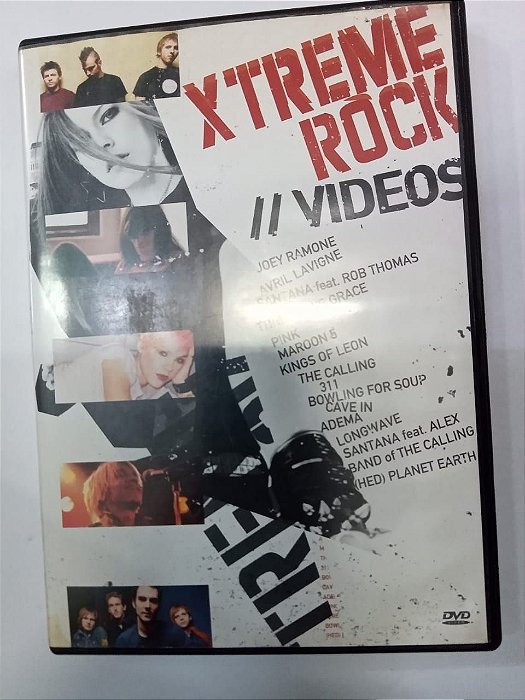 XTREME
ROCK
// VIDEOS
JOEY RAMONE
AVRIL LAVIGNE
SANTANA feat. ROB THOMAS
GRACE
PINK
MAROON 5
KINGS OF LEON
THE CALLING
311
BOWLING FOR SOUP
CAVE IN
ADEMA
LONGWAVE
SANTANA feat. ALEX
BAND of THE CALLING
(HED) PLANET EARTH
DVD